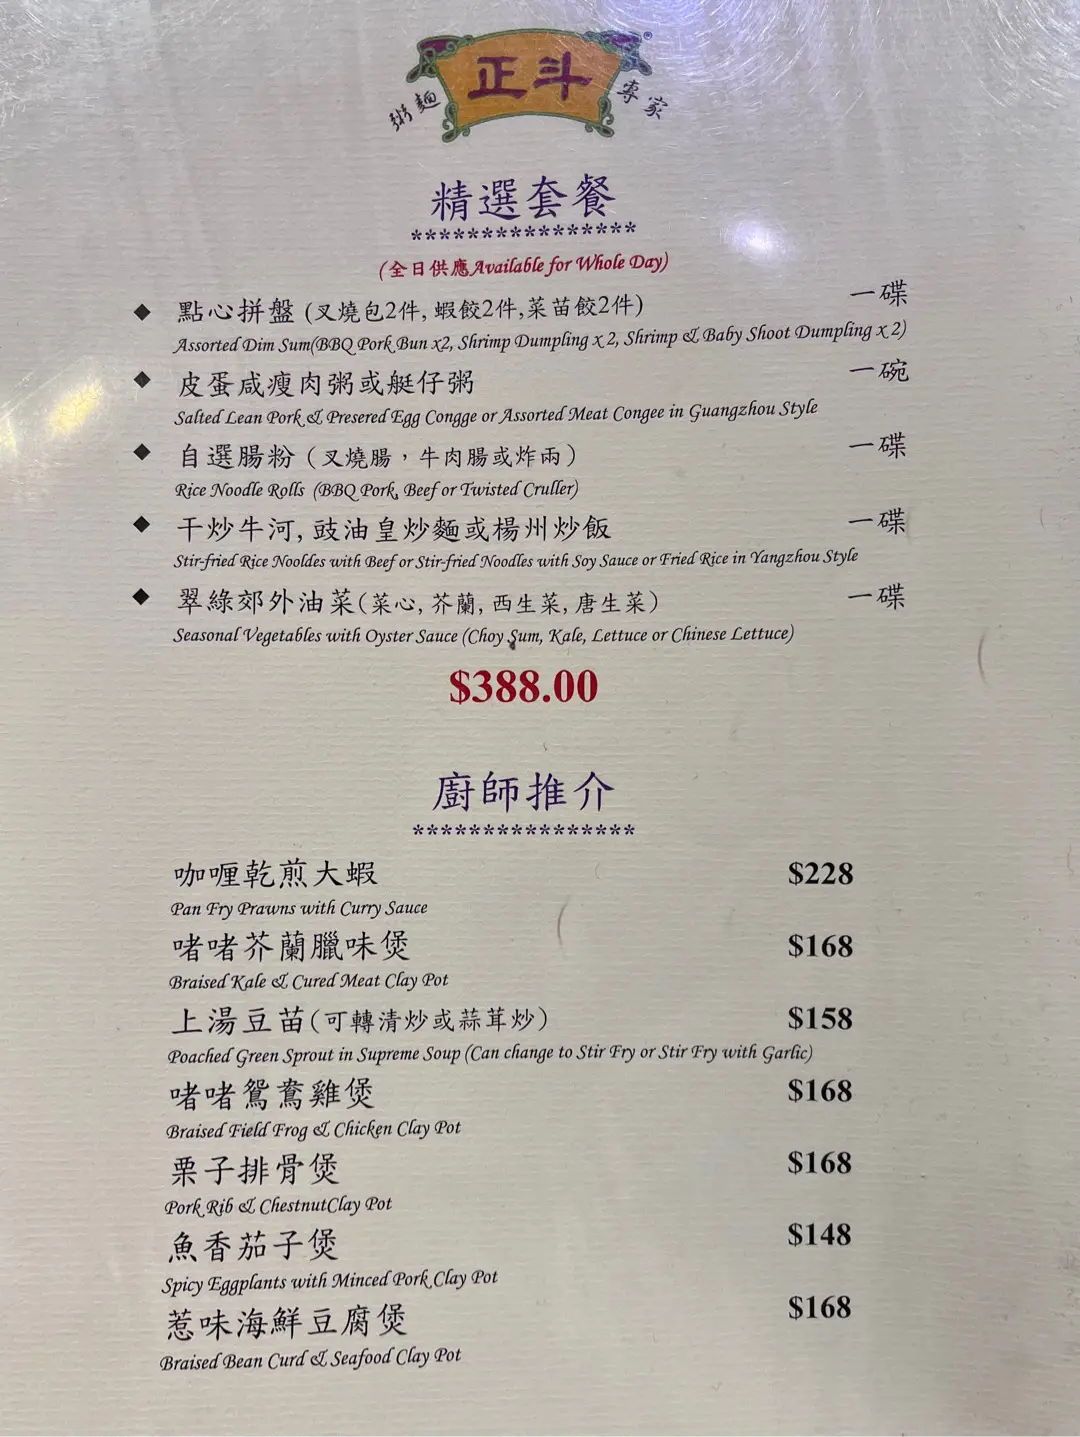 粥麵 正斗 專家
精選套餐
****************
(全日供應Available for Whole Day)
◆ 點心拼盤 (叉燒包2件, 蝦餃2件,菜苗餃2件) 一碟
Assorted Dim Sum(BBQ Pork Bun x2, Shrimp Dumpling x 2, Shrimp & Baby Shoot Dumpling x 2)
◆ 皮蛋咸瘦肉粥或艇仔粥 一碗
Salted Lean Pork & Presered Egg Congge or Assorted Meat Congee in Guangzhou Style
◆ 自選腸粉 (叉燒腸，牛肉腸或炸兩) 一碟
Rice Noodle Rolls (BBQ Pork, Beef or Twisted Cruller)
◆ 干炒牛河, 豉油皇炒麵或楊州炒飯 一碟
Stir-fried Rice Nooldes with Beef or Stir-fried Noodles with Soy Sauce or Fried Rice in Yangzhou Style
◆ 翠綠郊外油菜(菜心, 芥蘭, 西生菜, 唐生菜) 一碟
Seasonal Vegetables with Oyster Sauce (Choy Sum, Kale, Lettuce or Chinese Lettuce)
$388.00
廚師推介
****************
咖喱乾煎大蝦 $228
Pan Fry Prawns with Curry Sauce
啫啫芥蘭臘味煲 $168
Braised Kale & Cured Meat Clay Pot
上湯豆苗(可轉清炒或蒜茸炒) $158
Poached Green Sprout in Supreme Soup (Can change to Stir Fry or Stir Fry with Garlic)
啫啫鴛鴦雞煲 $168
Braised Field Frog & Chicken Clay Pot
栗子排骨煲 $168
Pork Rib & ChestnutClay Pot
魚香茄子煲 $148
Spicy Eggplants with Minced Pork Clay Pot
惹味海鮮豆腐煲 $168
Braised Bean Curd & Seafood Clay Pot